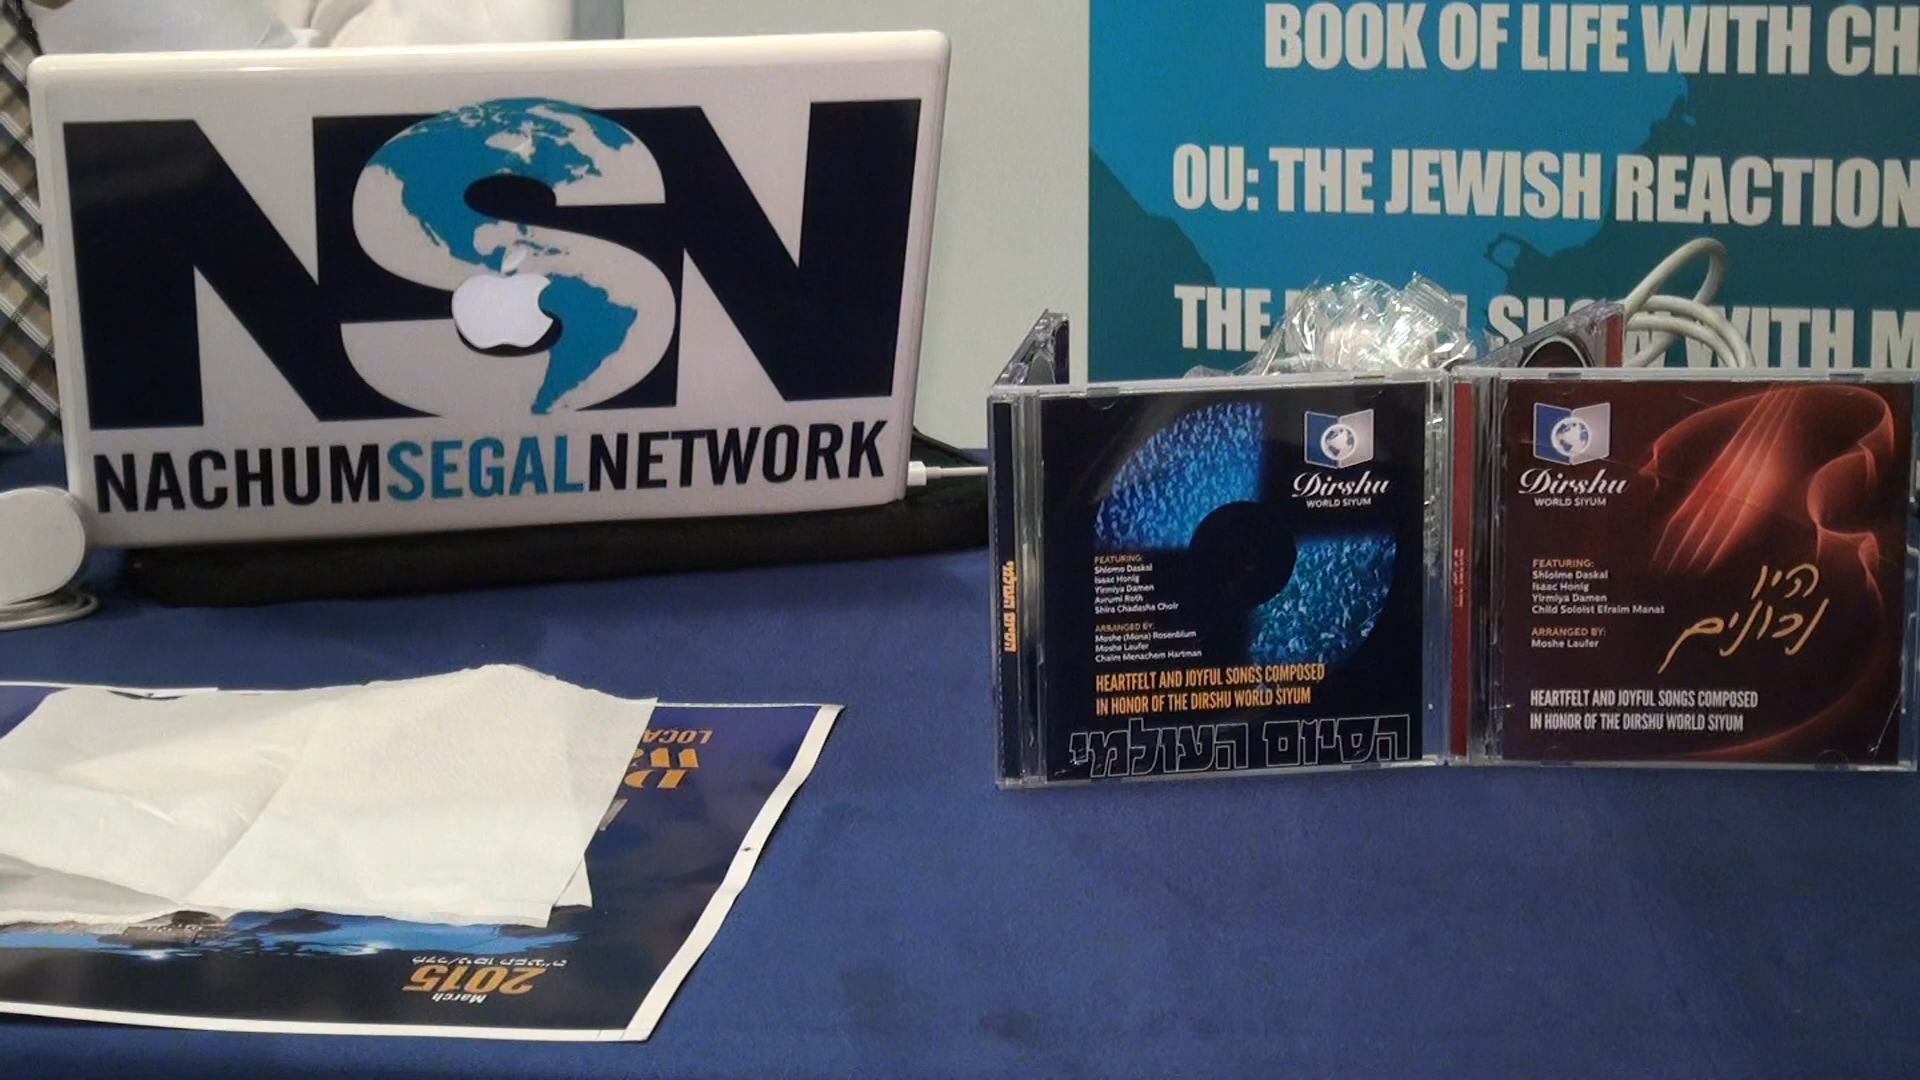 NSN
NACHUMSEGALNETWORK
BOOK OF LIFE WITH CH
OU: THE JEWISH REACTION
THE
WITH M
Dirshu
WORLD SIYUM
FEATURING:
Shlomo Daskal
Isaac Honig
Yirmiya Damen
Avrumi Roth
Shira Chadasha Choir
ARRANGED BY:
Moshe (Mona) Rosenblum
Moshe Laufer
Chaim Menachem Hartman
HEARTFELT AND JOYFUL SONGS COMPOSED
IN HONOR OF THE DIRSHU WORLD SIYUM
הסיום העולמי
Dirshu
WORLD SIYUM
FEATURING:
Shloime Daskal
Isaac Honig
Yirmiya Damen
Child Soloist Efraim Manat
ARRANGED BY:
Moshe Laufer
היו
נכונים
HEARTFELT AND JOYFUL SONGS COMPOSED
IN HONOR OF THE DIRSHU WORLD SIYUM
March
2015